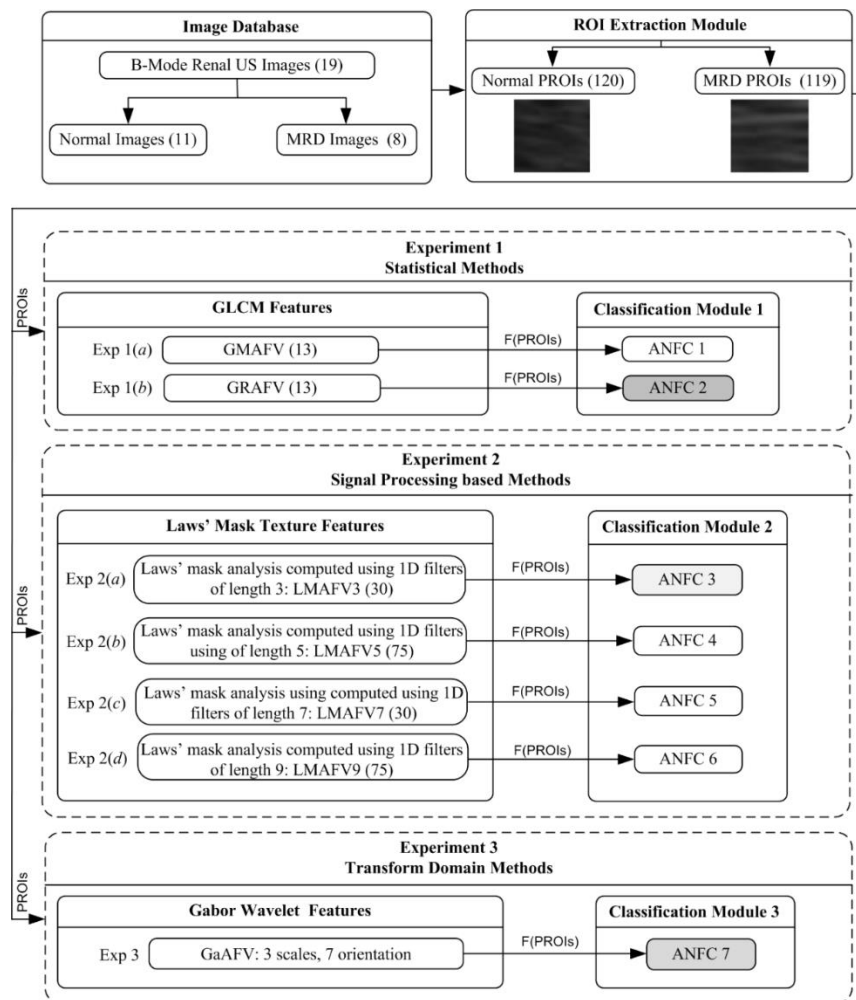 Image Database
B-Mode Renal US Images (19)
Normal Images (11)
MRD Images (8)
ROI Extraction Module
Normal PROIs (120)
MRD PROIs (119)
PROIs
Experiment 1
Statistical Methods
GLCM Features
Classification Module 1
Exp 1(a)
GMAFV (13)
F(PROIs)
ANFC 1
Exp 1(b)
GRAFV (13)
F(PROIs)
ANFC 2
PROIs
Experiment 2
Signal Processing based Methods
Laws' Mask Texture Features
Classification Module 2
Exp 2(a)
Laws' mask analysis computed using 1D filters
of length 3: LMAFV3 (30)
F(PROIs)
ANFC 3
Exp 2(b)
Laws' mask analysis computed using 1D filters
using of length 5: LMAFV5 (75)
F(PROIs)
ANFC 4
Exp 2(c)
Laws' mask analysis using computed using 1D
filters of length 7: LMAFV7 (30)
F(PROIs)
ANFC 5
Exp 2(d)
Laws' mask analysis computed using 1D filters
of length 9: LMAFV9 (75)
F(PROIs)
ANFC 6
PROIs
Experiment 3
Transform Domain Methods
Gabor Wavelet Features
Classification Module 3
Exp 3
GaAFV: 3 scales, 7 orientation
F(PROIs)
ANFC 7